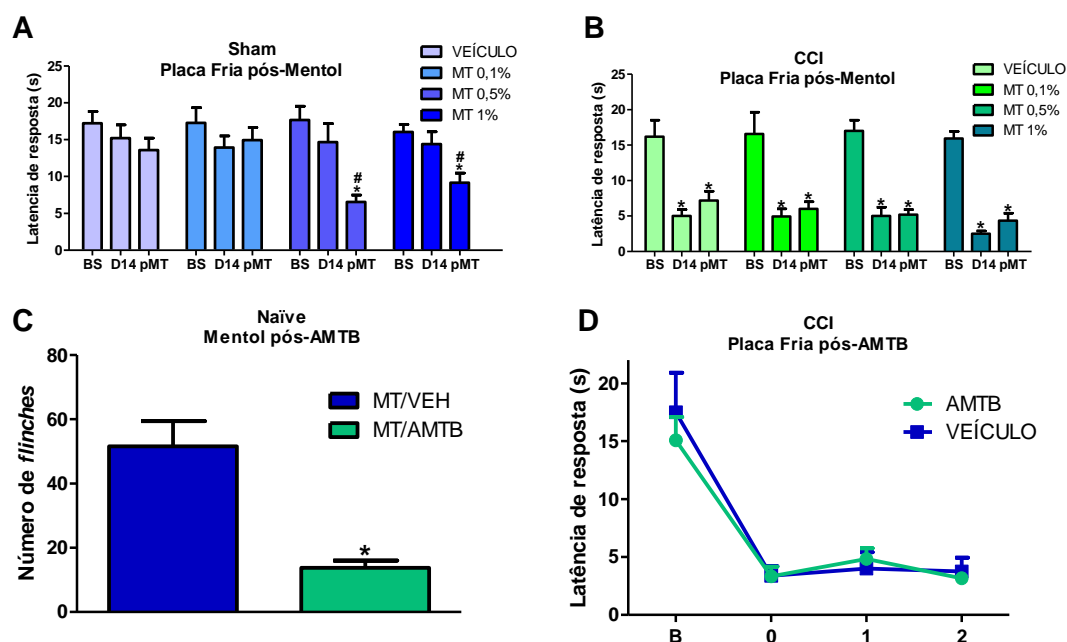 A
Sham
Placa Fria pós-Mentol
Latencia de resposta (s)
25
20
15
10
5
0
VEÍCULO
MT 0,1%
MT 0,5%
MT 1%
#
*
#
*
BS D14 pMT BS D14 pMT BS D14 pMT BS D14 pMT
B
CCI
Placa Fria pós-Mentol
Latência de resposta (s)
25
20
15
10
5
0
VEÍCULO
MT 0,1%
MT 0,5%
MT 1%
* * * * * * * *
BS D14 pMT BS D14 pMT BS D14 pMT BS D14 pMT
C
Naïve
Mentol pós-AMTB
Número de flinches
80
60
40
20
0
MT/VEH
MT/AMTB
*
D
CCI
Placa Fria pós-AMTB
Latência de resposta (s)
20
15
10
5
0
AMTB
VEÍCULO
B 0 1 2